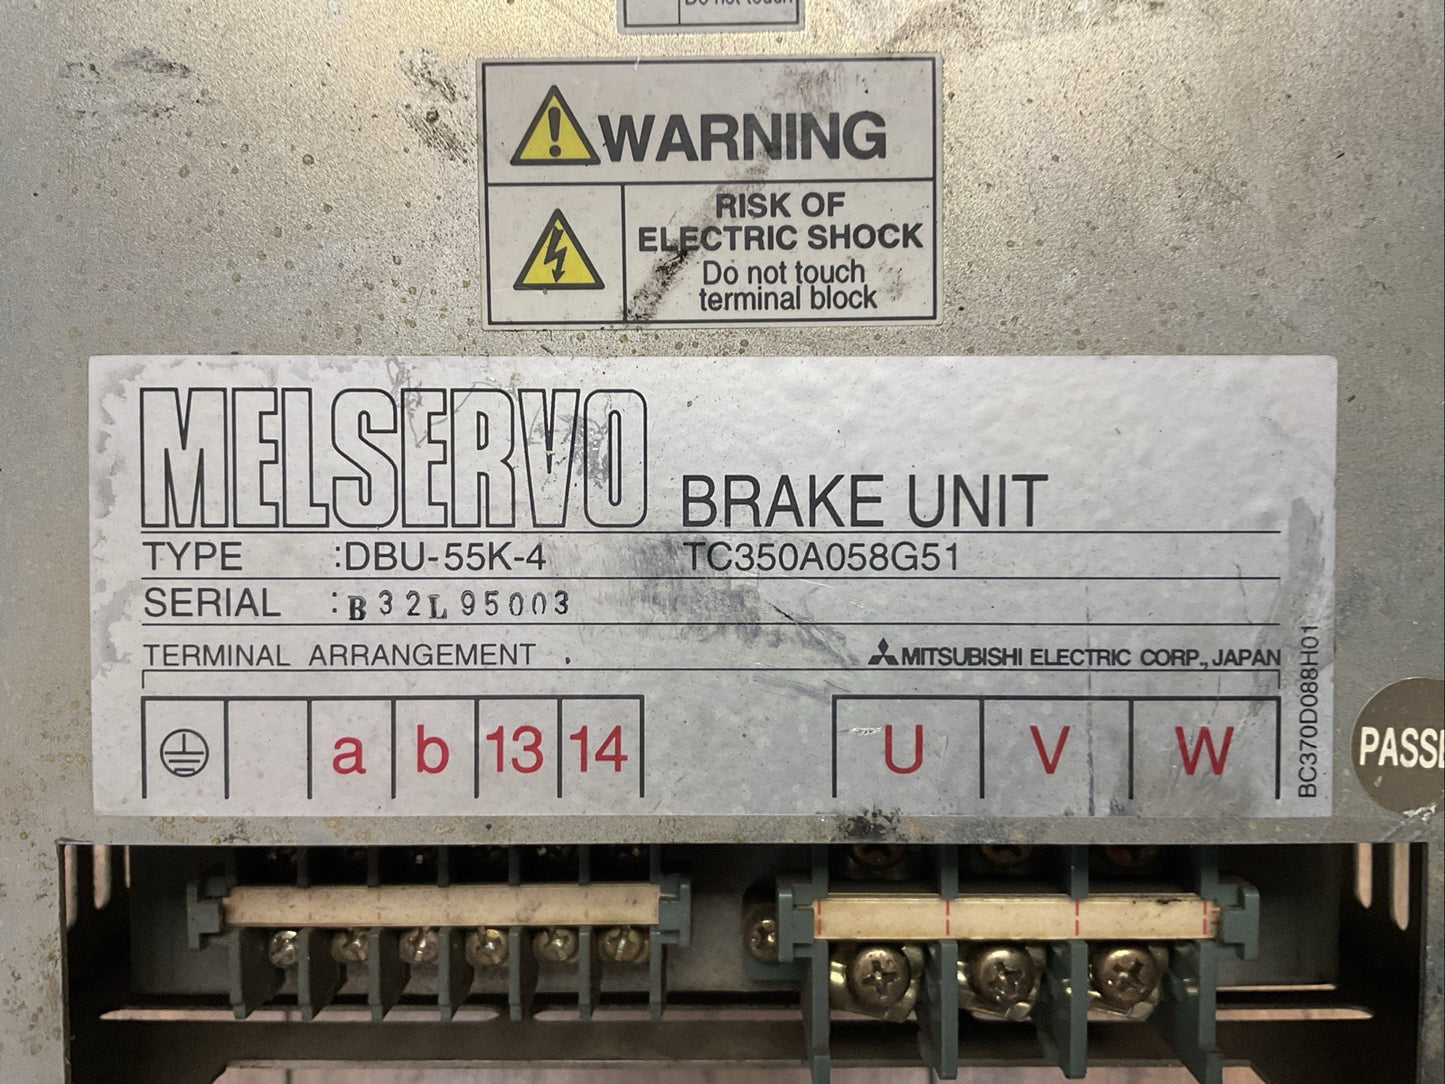 Do not touch
WARNING
RISK OF
ELECTRIC SHOCK
Do not touch
terminal block
MELSERVO BRAKE UNIT
TYPE :DBU-55K-4 TC350A058G51
SERIAL :B32L95003
TERMINAL ARRANGEMENT
MITSUBISHI ELECTRIC CORP., JAPAN
a b 13 14 U V W
BC370D088H01